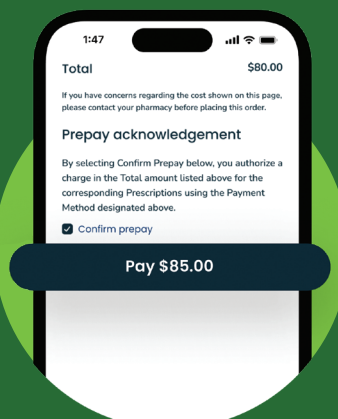 1:47
Total $80.00
If you have concerns regarding the cost shown on this page,
please contact your pharmacy before placing this order.
Prepay acknowledgement
By selecting Confirm Prepay below, you authorize a
charge in the Total amount listed above for the
corresponding Prescriptions using the Payment
Method designated above.
Confirm prepay
Pay $85.00